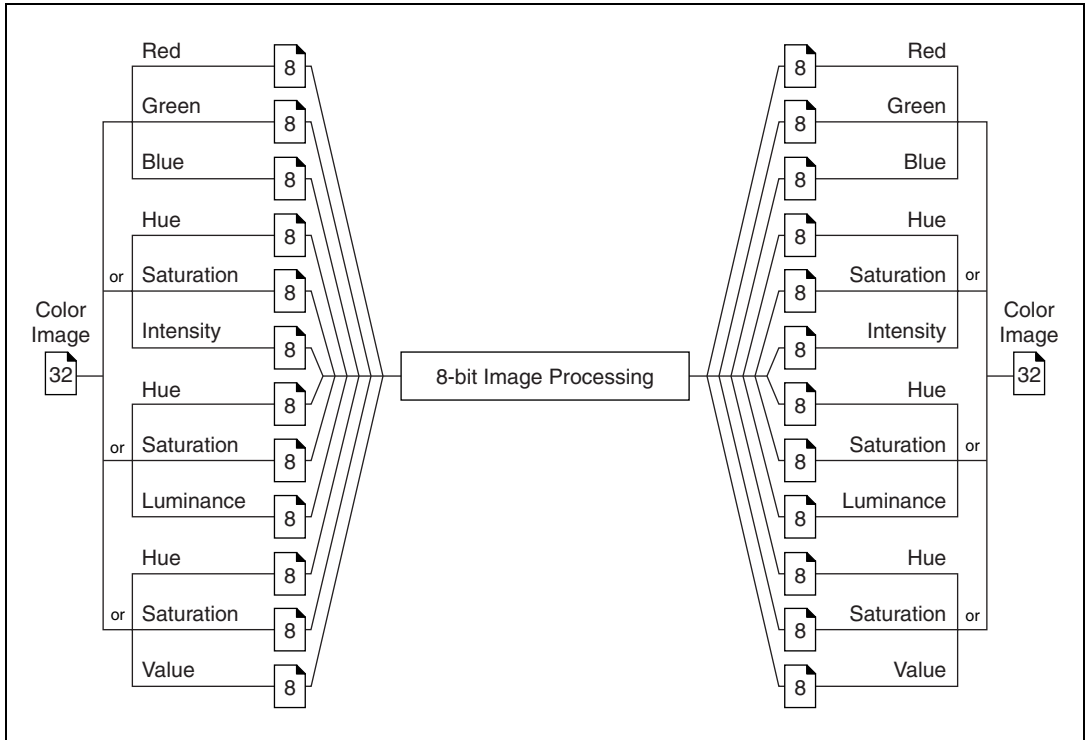 Red
8
8
Red
Green
8
8
Green
Blue
8
8
Blue
Hue
8
8
Hue
or
Saturation
8
8
Saturation
or
Color
Image
32
Intensity
8
8
Intensity
Color
Image
32
8-bit Image Processing
Hue
8
8
Hue
or
Saturation
8
8
Saturation
or
Luminance
8
8
Luminance
Hue
8
8
Hue
or
Saturation
8
8
Saturation
or
Value
8
8
Value